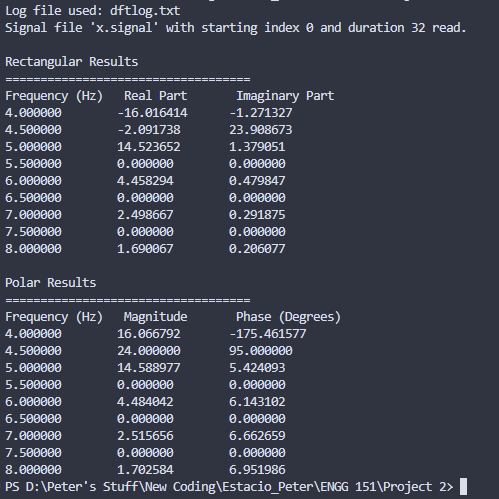 Log file used: dftlog.txt
Signal file 'x.signal' with starting index 0 and duration 32 read.
Rectangular Results
===================================
Frequency (Hz) Real Part Imaginary Part
4.000000 -16.016414 -1.271327
4.500000 -2.091738 23.908673
5.000000 14.523652 1.379051
5.500000 0.000000 0.000000
6.000000 4.458294 0.479847
6.500000 0.000000 0.000000
7.000000 2.498667 0.291875
7.500000 0.000000 0.000000
8.000000 1.690067 0.206077
Polar Results
===================================
Frequency (Hz) Magnitude Phase (Degrees)
4.000000 16.066792 -175.461577
4.500000 24.000000 95.000000
5.000000 14.588977 5.424093
5.500000 0.000000 0.000000
6.000000 4.484042 6.143102
6.500000 0.000000 0.000000
7.000000 2.515656 6.662659
7.500000 0.000000 0.000000
8.000000 1.702584 6.951986
PS D:\Peter's Stuff\New Coding\Estacio_Peter\ENGG 151\Project 2>